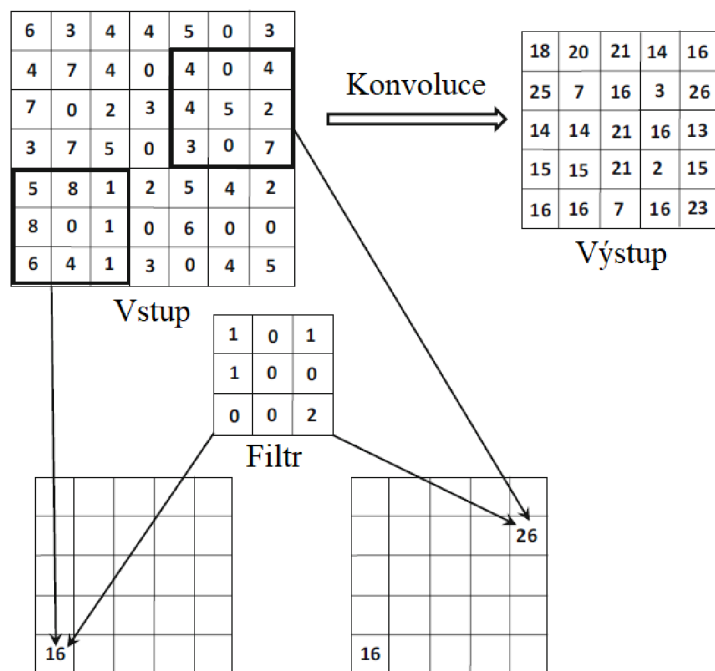 6 3 4 4 5 0 3
4 7 4 0 4 0 4
7 0 2 3 4 5 2
3 7 5 0 3 0 7
5 8 1 2 5 4 2
8 0 1 0 6 0 0
6 4 1 3 0 4 5
Vstup
Konvoluce
18 20 21 14 16
25 7 16 3 26
14 14 21 16 13
15 15 21 2 15
16 16 7 16 23
Výstup
1 0 1
1 0 0
0 0 2
Filtr
16
26
16